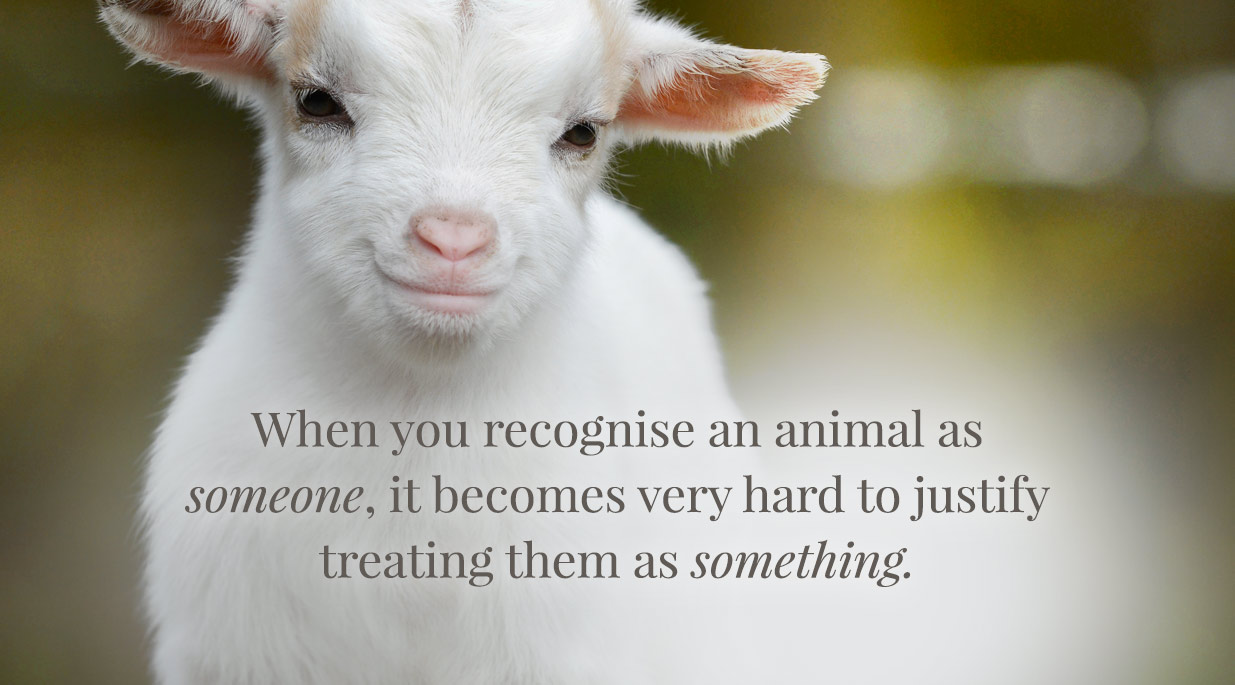 When you recognise an animal as
someone, it becomes very hard to justify
treating them as something.